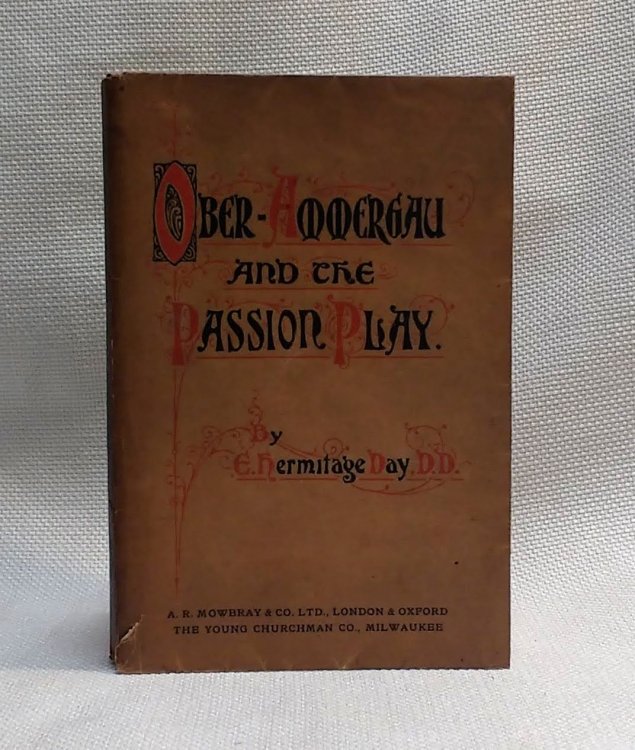 OBER-AMMERGAU
AND THE
PASSION PLAY.
By
E. Hermitage Day, D.D.
A. R. MOWBRAY & CO. LTD., LONDON & OXFORD
THE YOUNG CHURCHMAN CO., MILWAUKEE